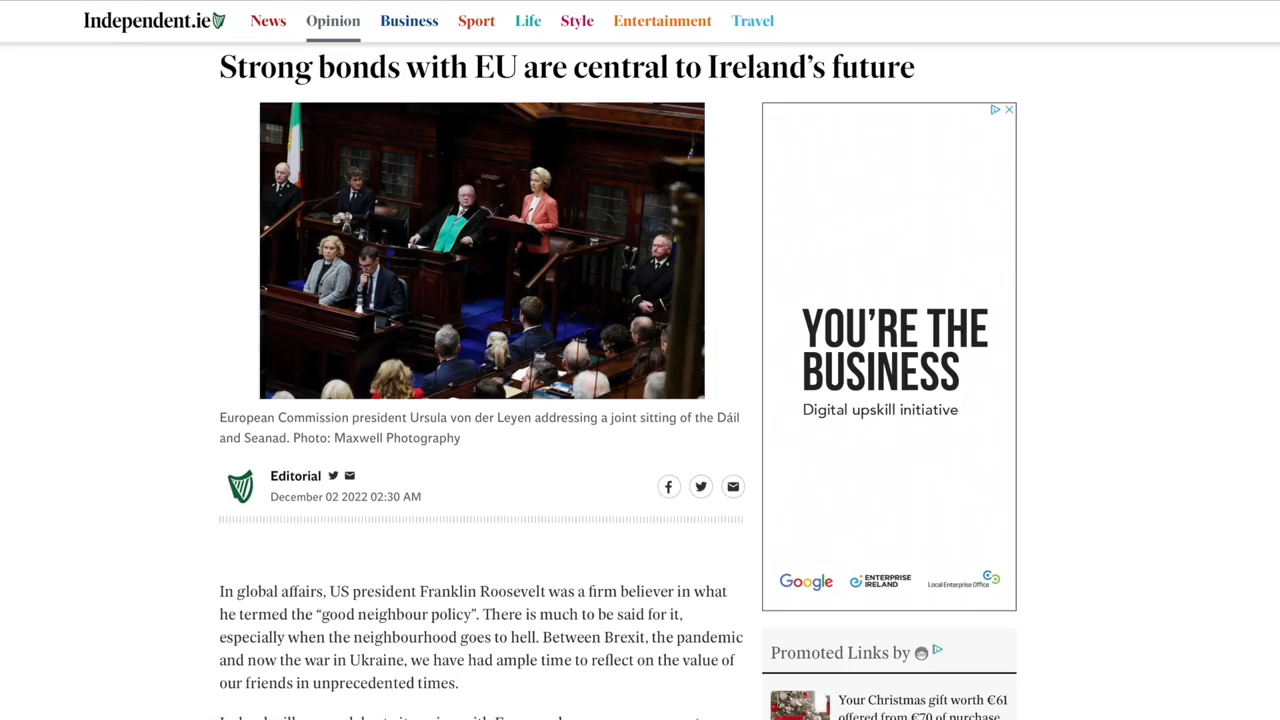 Independent.ie News Opinion Business Sport Life Style Entertainment Travel
Strong bonds with EU are central to Ireland's future
European Commission president Ursula von der Leyen addressing a joint sitting of the Dáil
and Seanad. Photo: Maxwell Photography
Editorial
December 02 2022 02:30 AM
In global affairs, US president Franklin Roosevelt was a firm believer in what
he termed the “good neighbour policy”. There is much to be said for it,
especially when the neighbourhood goes to hell. Between Brexit, the pandemic
and now the war in Ukraine, we have had ample time to reflect on the value of
our friends in unprecedented times.
YOU'RE THE
BUSINESS
Digital upskill initiative
Google ENTERPRISE IRELAND Local Enterprise Office
Promoted Links by
Your Christmas gift worth €61
offered from €70 of purchase